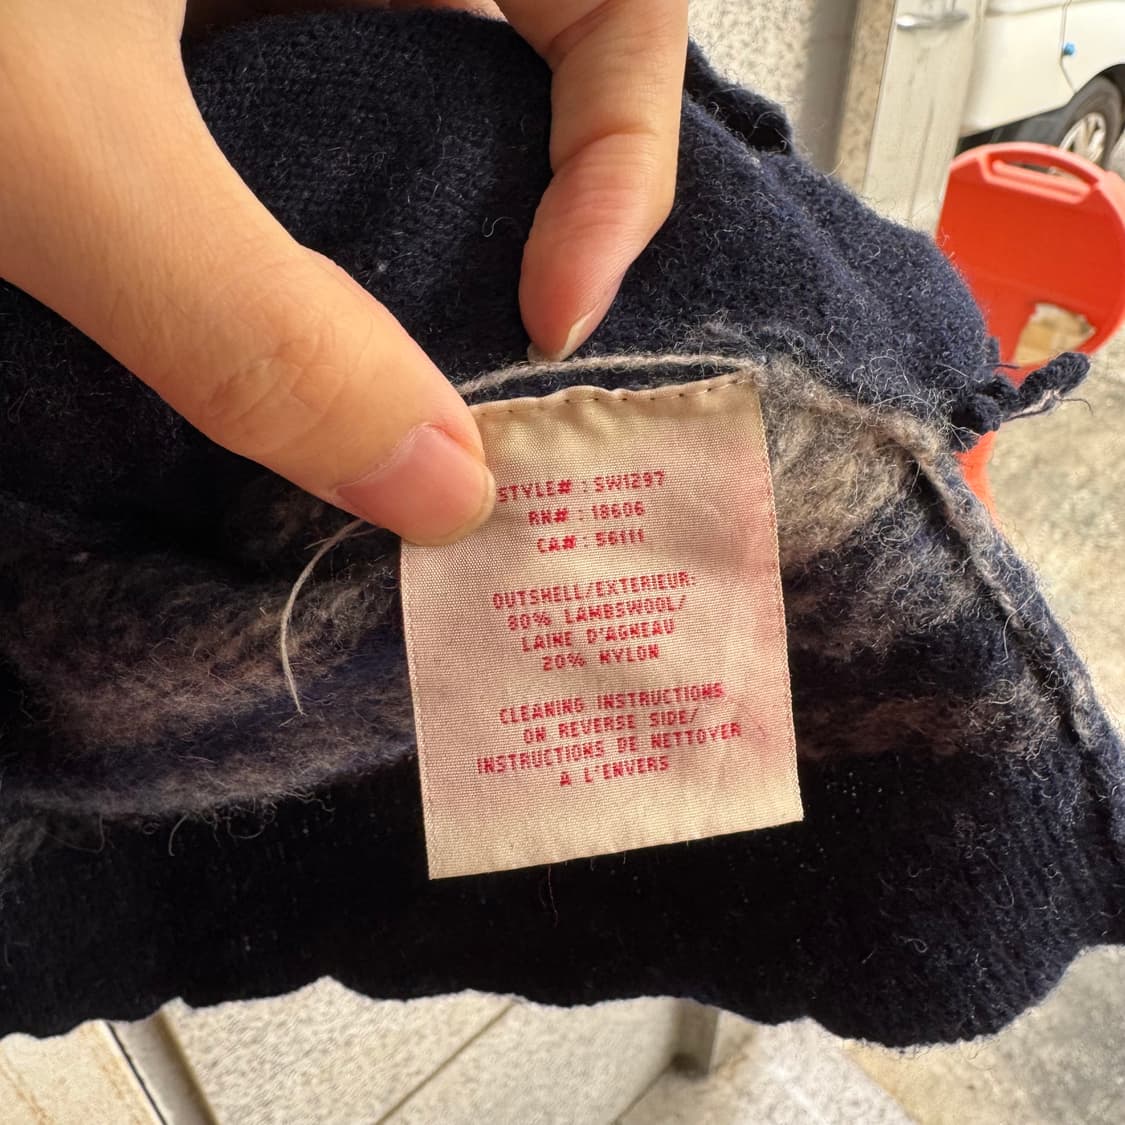 STYLE# : SW1297
RN# : 18606
CA# : 56111
OUTSHELL/EXTERIEUR:
80% LAMBSWOOL/
LAINE D'AGNEAU
20% NYLON
CLEANING INSTRUCTIONS
ON REVERSE SIDE/
INSTRUCTIONS DE NETTOYER
A L'ENVERS